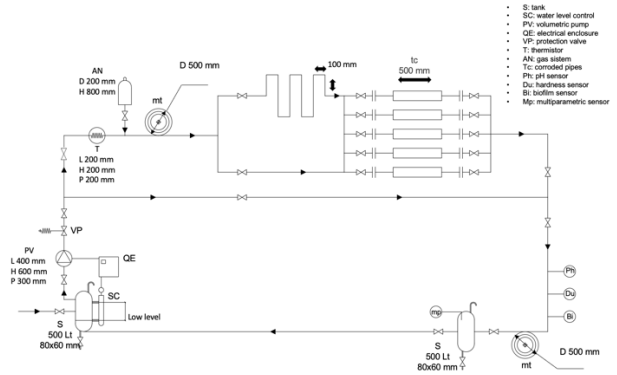 S: tank
SC: water level control
PV: volumetric pump
QE: electrical enclosure
VP: protection valve
T: thermistor
AN: gas sistem
Tc: corroded pipes
Ph: pH sensor
Du: hardness sensor
Bi: biofilm sensor
Mp: multiparametric sensor
AN
D 200 mm
H 800 mm
D 500 mm
mt
100 mm
tc
500 mm
T
L 200 mm
H 200 mm
P 200 mm
VP
PV
L 400 mm
H 600 mm
P 300 mm
QE
SC
Low level
S
500 Lt
80x60 mm
mp
S
500 Lt
80x60 mm
Ph
Du
Bi
mt
D 500 mm